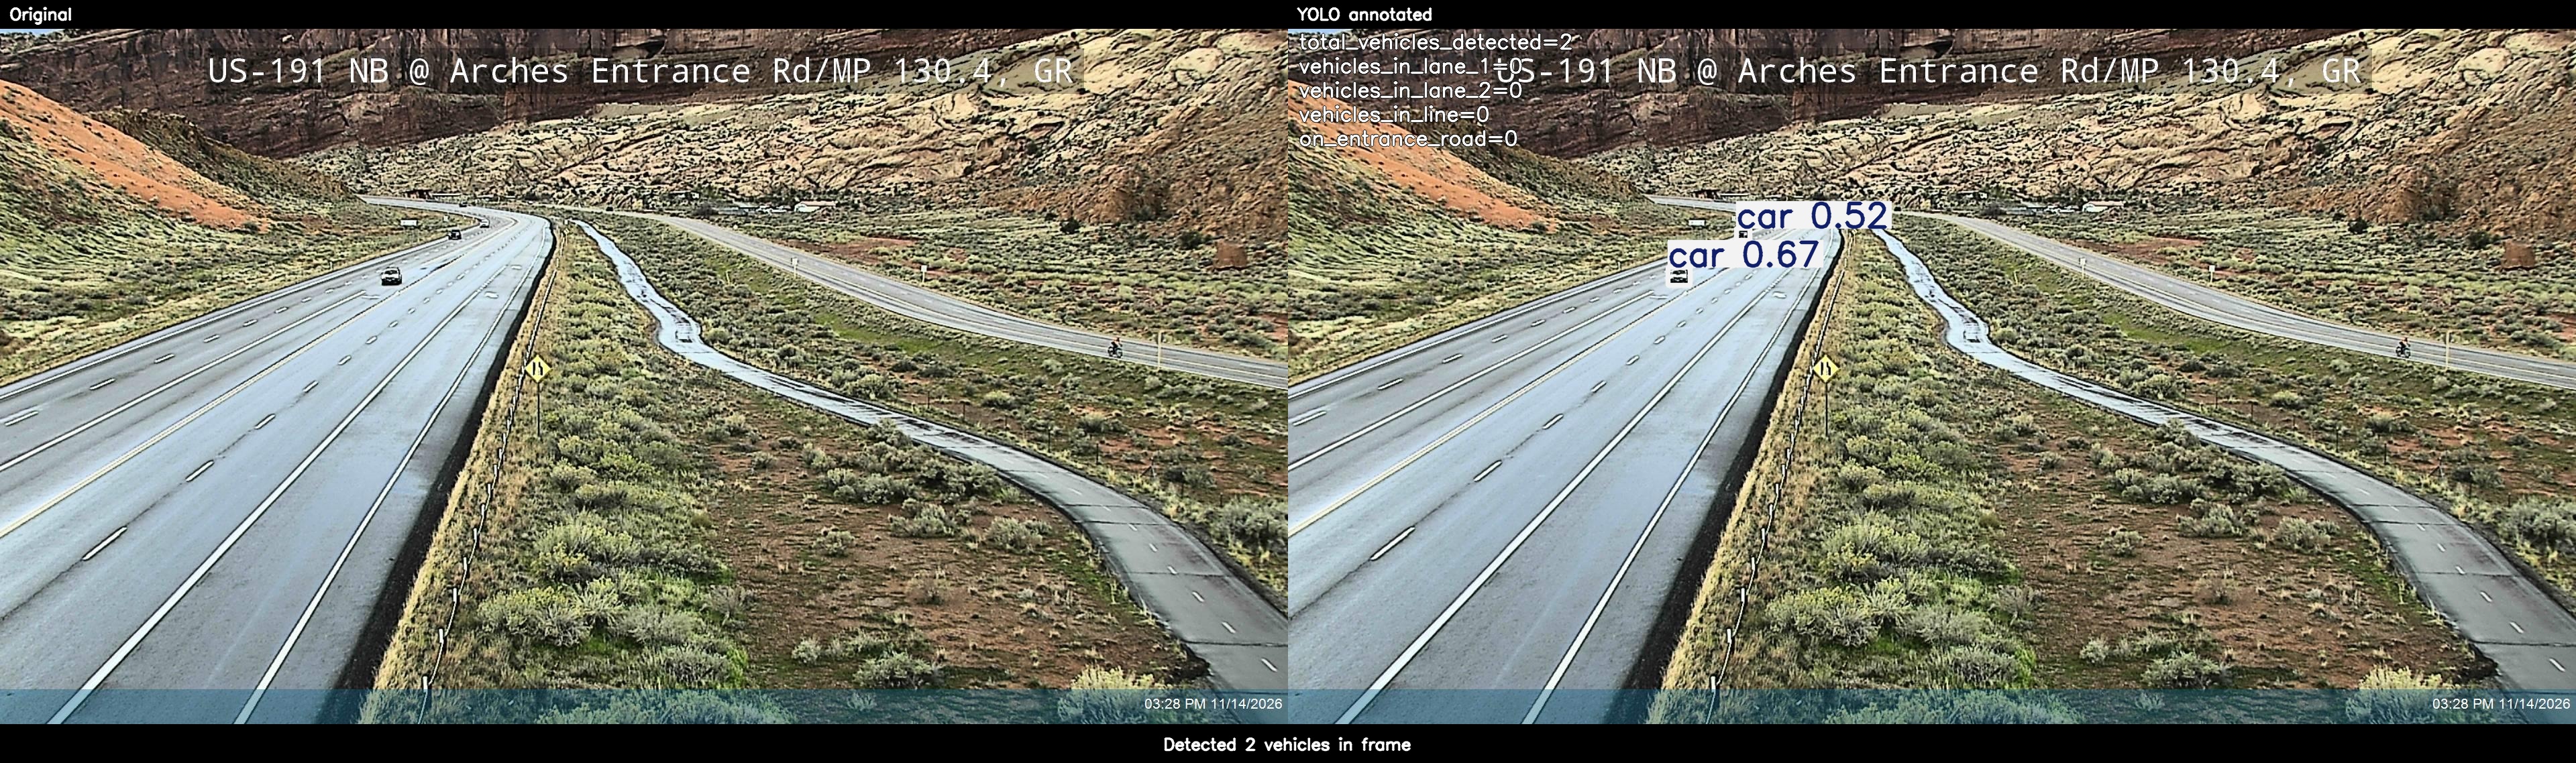 Original
US-191 NB @ Arches Entrance Rd/MP 130.4, GR
03:28 PM 11/14/2026
YOLO annotated
total_vehicles_detected=2
vehicles_in_lane_1=0
US-191 NB @ Arches Entrance Rd/MP 130.4, GR
vehicles_in_lane_2=0
vehicles_in_line=0
on_entrance_road=0
car 0.52
car 0.67
03:28 PM 11/14/2026
Detected 2 vehicles in frame